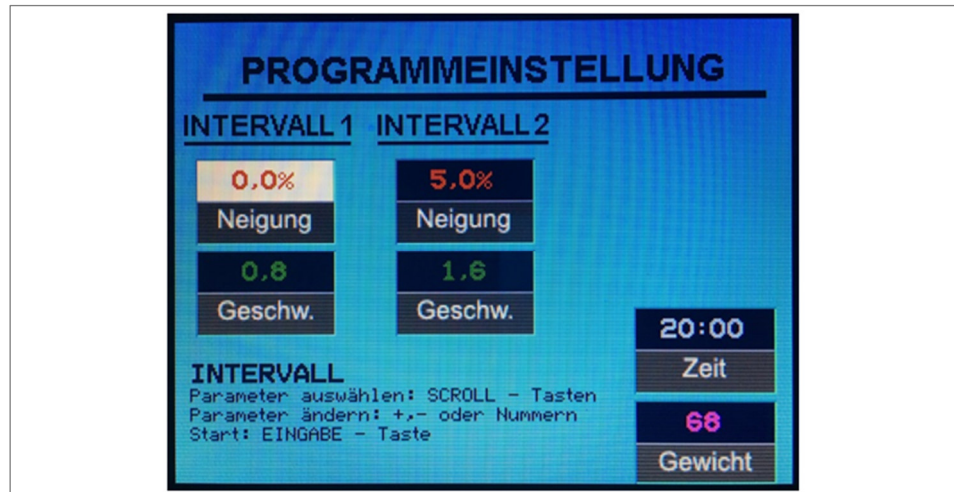 PROGRAMMEINSTELLUNG
INTERVALL 1 INTERVALL 2
0,0% 5,0%
Neigung Neigung
0,8 1,6
Geschw. Geschw.
20:00
Zeit
INTERVALL
Parameter auswählen: SCROLL - Tasten
Parameter ändern: +,- oder Nummern
Start: EINGABE - Taste
68
Gewicht